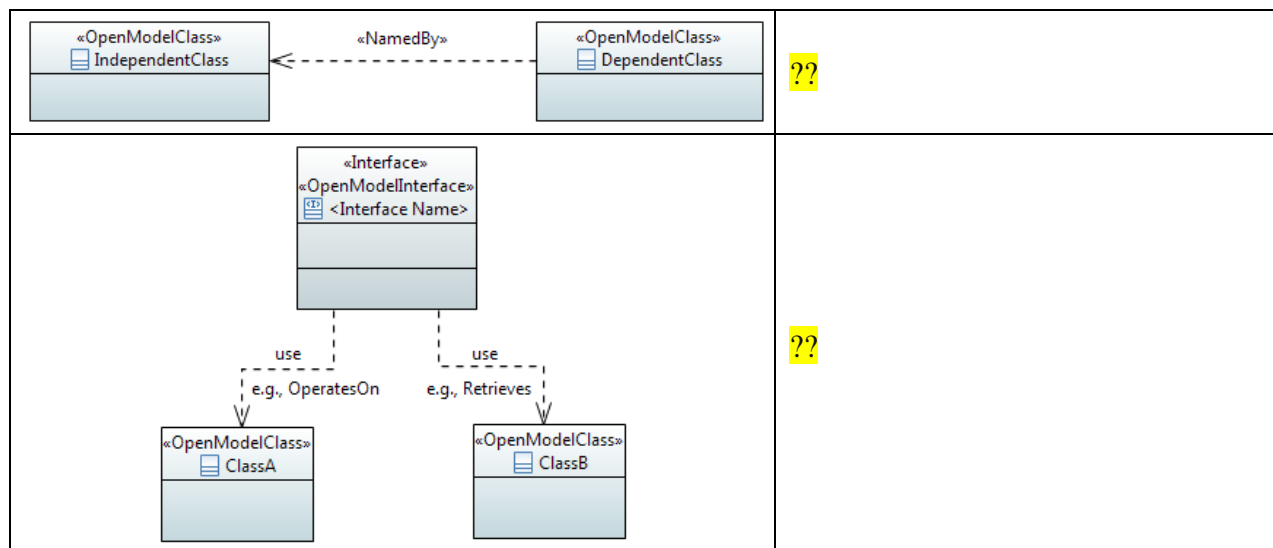 «OpenModelClass»
IndependentClass
«NamedBy»
«OpenModelClass»
DependentClass
??
«Interface»
«OpenModelInterface»
<Interface Name>
use
e.g., OperatesOn
use
e.g., Retrieves
«OpenModelClass»
ClassA
«OpenModelClass»
ClassB
??